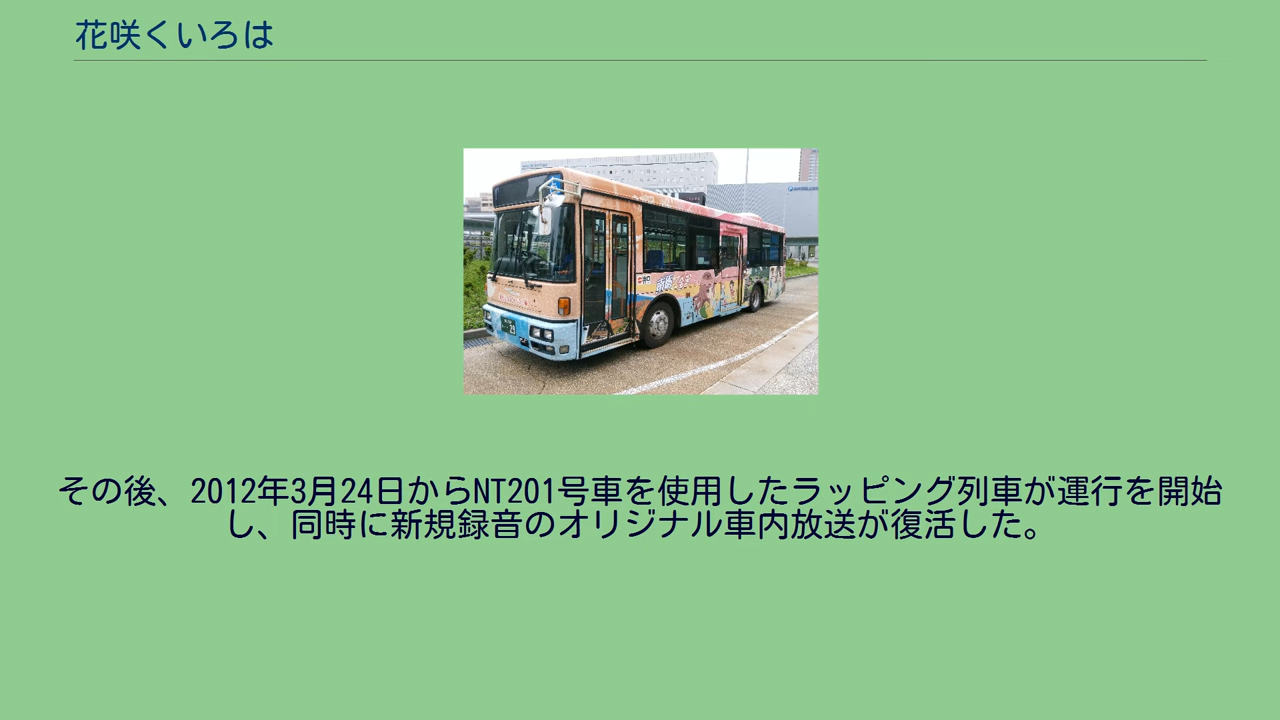 花咲くいろは
その後、2012年3月24日からNT201号車を使用したラッピング列車が運行を開始
し、同時に新規録音のオリジナル車内放送が復活した。